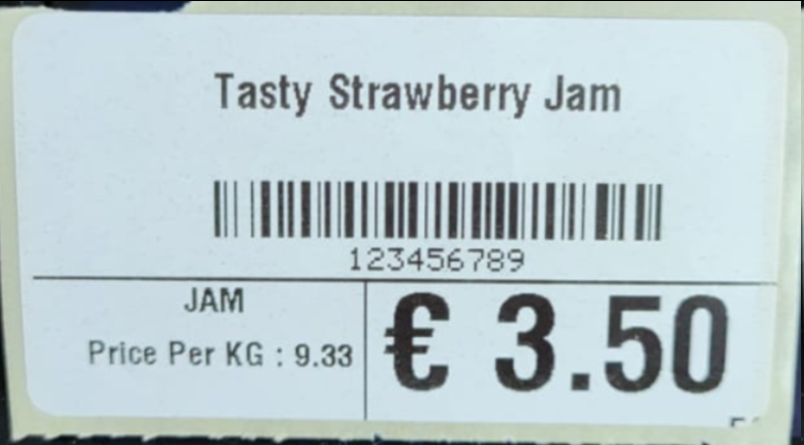 Tasty Strawberry Jam
123456789
JAM
Price Per KG : 9.33
€ 3.50